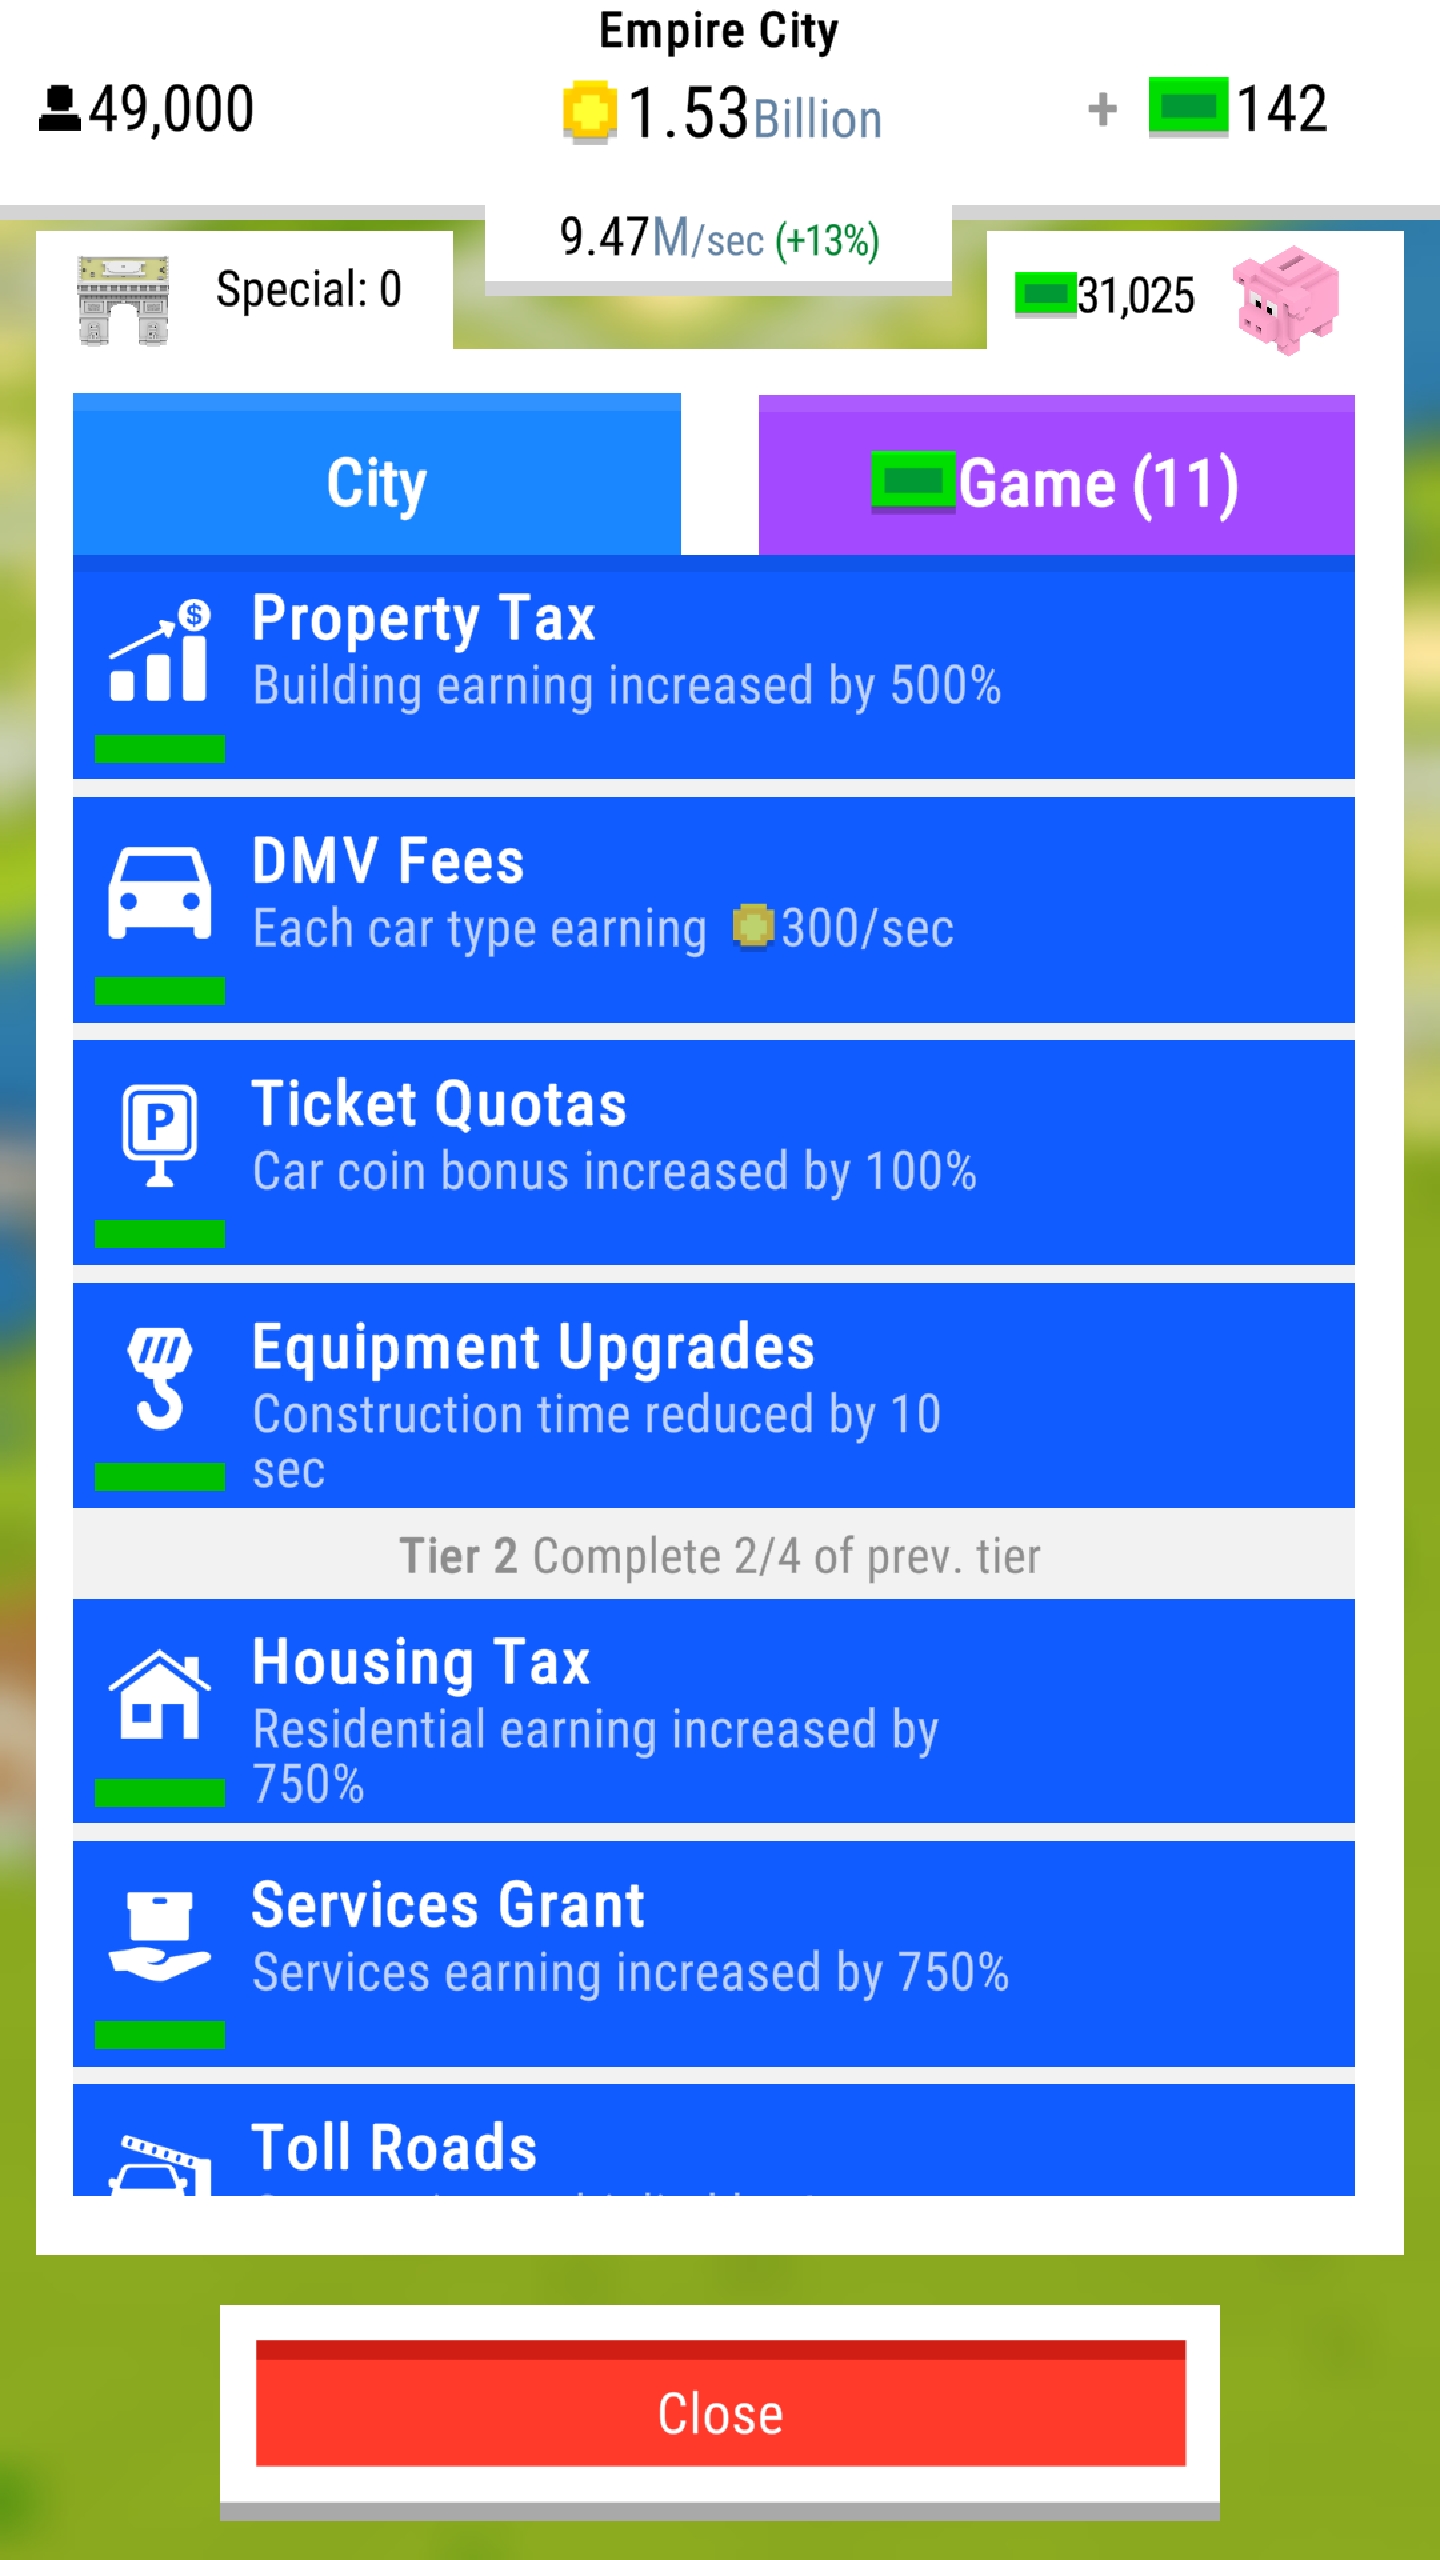 Empire City
49,000
1.53Billion
+ 142
9.47M/sec (+13%)
Special: 0
31,025
City
Game (11)
Property Tax
Building earning increased by 500%
DMV Fees
Each car type earning 300/sec
P
Ticket Quotas
Car coin bonus increased by 100%
Equipment Upgrades
Construction time reduced by 10
sec
Tier 2 Complete 2/4 of prev. tier
Housing Tax
Residential earning increased by
750%
Services Grant
Services earning increased by 750%
Toll Roads
Close